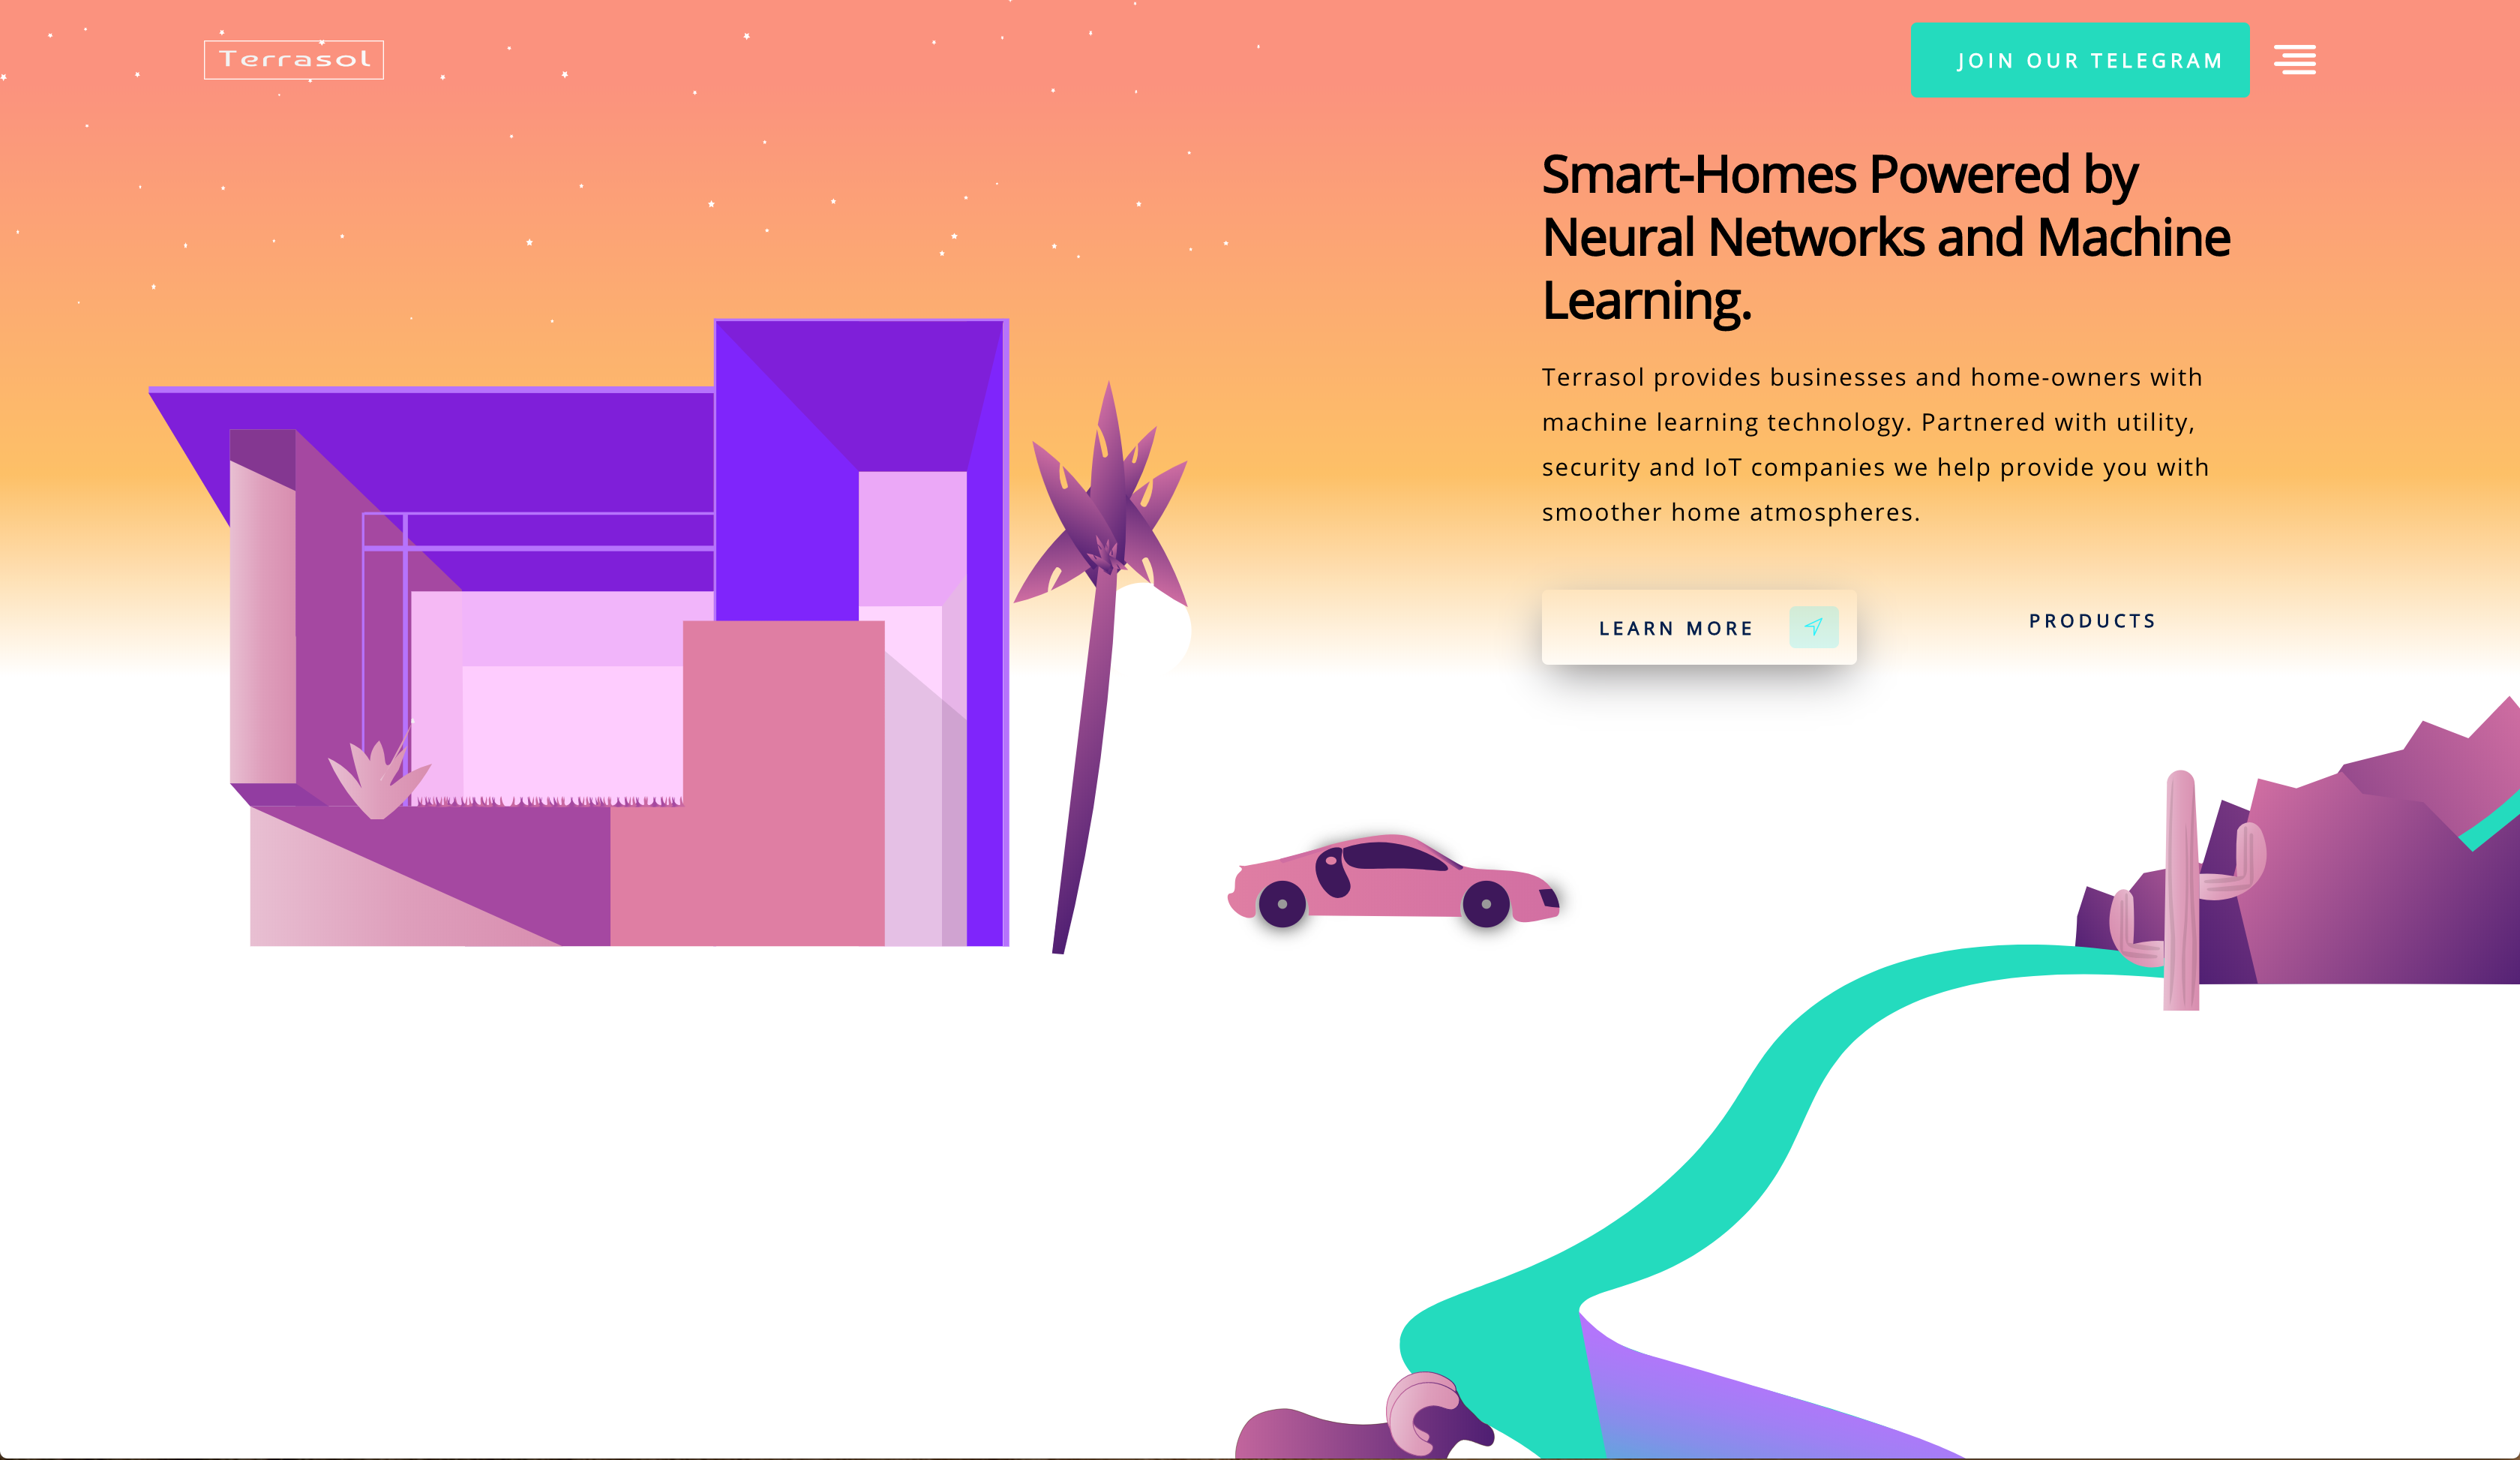 Terrasol
JOIN OUR TELEGRAM
Smart-Homes Powered by
Neural Networks and Machine
Learning.
Terrasol provides businesses and home-owners with
machine learning technology. Partnered with utility,
security and IoT companies we help provide you with
smoother home atmospheres.
LEARN MORE
PRODUCTS